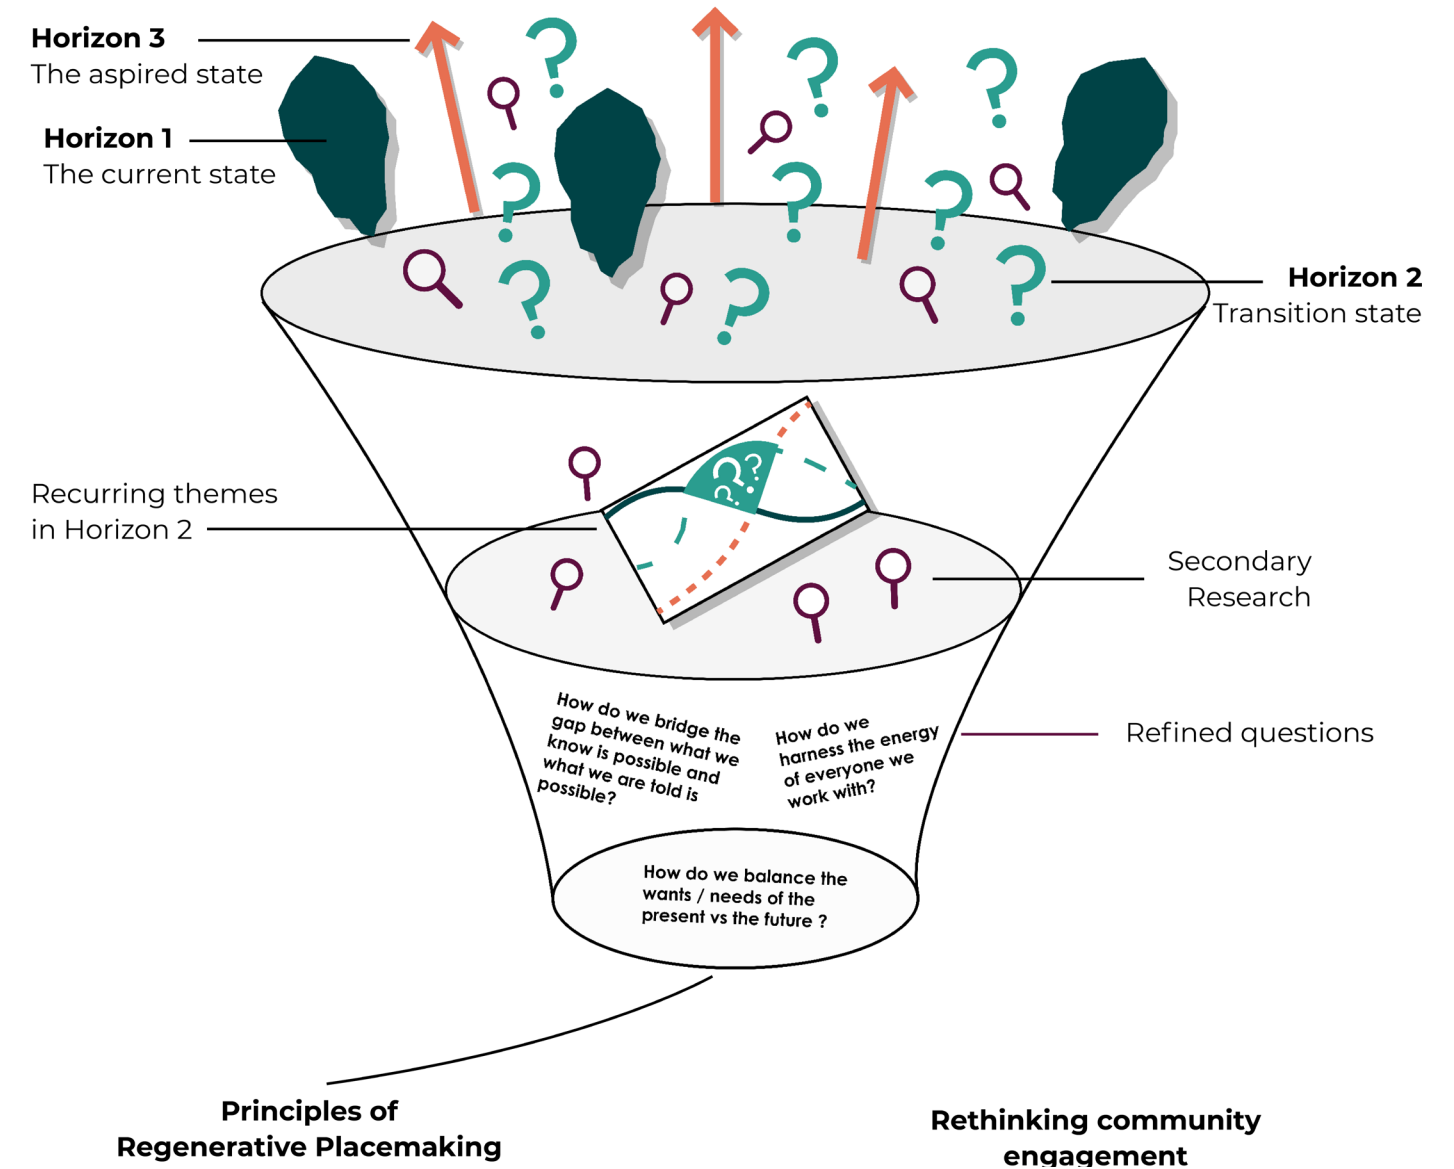 Horizon 3
The aspired state
Horizon 1
The current state
Horizon 2
Transition state
Recurring themes
in Horizon 2
Secondary
Research
How do we bridge the
gap between what we
know is possible and
what we are told is
possible?
How do we
harness the energy
of everyone we
work with?
Refined questions
How do we balance the
wants / needs of the
present vs the future ?
Principles of
Regenerative Placemaking
Rethinking community
engagement